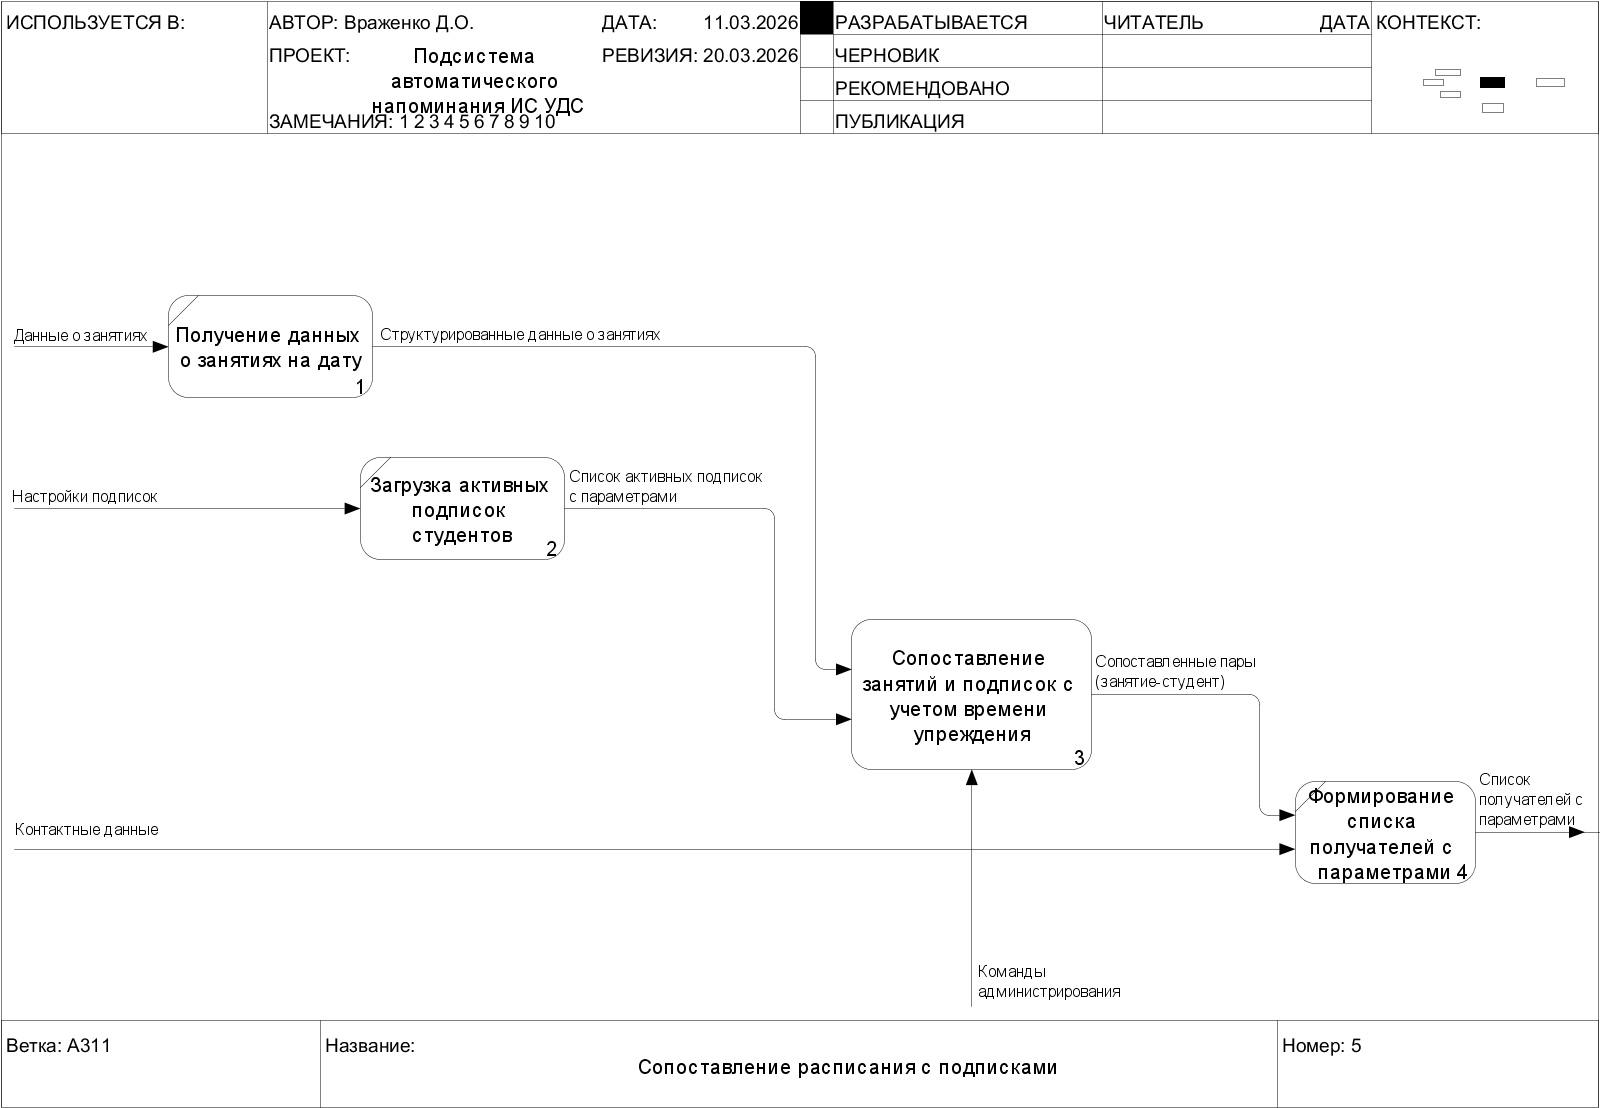 ИСПОЛЬЗУЕТСЯ В:
АВТОР: Враженко Д.О.
ДАТА: 11.03.2026
РАЗРАБАТЫВАЕТСЯ
ЧИТАТЕЛЬ
ДАТА
КОНТЕКСТ:
ПРОЕКТ:
Подсистема
автоматического
напоминания ИС УДС
РЕВИЗИЯ: 20.03.2026
ЧЕРНОВИК
РЕКОМЕНДОВАНО
ЗАМЕЧАНИЯ: 1 2 3 4 5 6 7 8 9 10
ПУБЛИКАЦИЯ
Данные о занятиях
Получение данных
о занятиях на дату
1
Структурированные данные о занятиях
Настройки подписок
Загрузка активных
подписок
студентов
2
Список активных подписок
с параметрами
Сопоставление
занятий и подписок с
учетом времени
упреждения
3
Сопоставленные пары
(занятие-студент)
Контактные данные
Формирование
списка
получателей с
параметрами 4
Список
получателей с
параметрами
Команды
администрирования
Ветка: A311
Название:
Сопоставление расписания с подписками
Номер: 5